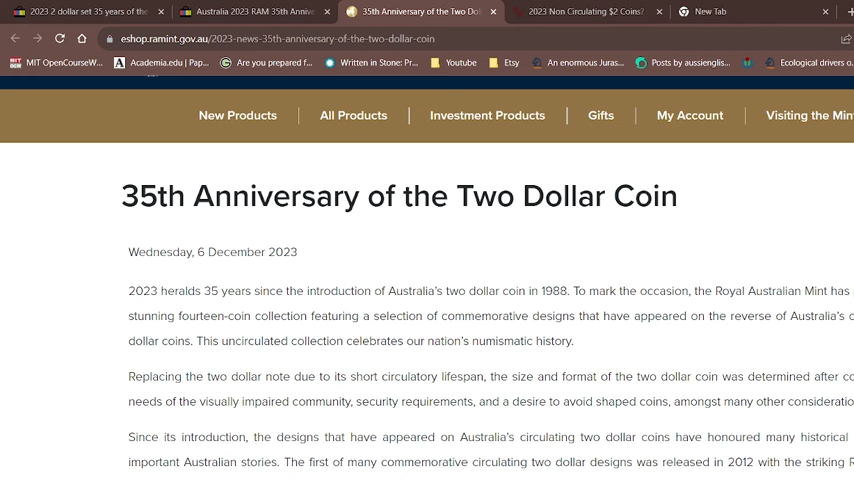 2023 2 dollar set 35 years of the
Australia 2023 RAM 35th Annive
35th Anniversary of the Two Dol
2023 Non Circulating $2 Coins?
New Tab
eshop.ramint.gov.au/2023-news-35th-anniversary-of-the-two-dollar-coin
MIT OpenCourseW...
Academia.edu | Pap...
Are you prepared f...
Written in Stone: Pr...
Youtube
Etsy
An enormous Juras...
Posts by aussienglis...
Ecological drivers o
New Products
All Products
Investment Products
Gifts
My Account
Visiting the Min
35th Anniversary of the Two Dollar Coin
Wednesday, 6 December 2023
2023 heralds 35 years since the introduction of Australia's two dollar coin in 1988. To mark the occasion, the Royal Australian Mint has
stunning fourteen-coin collection featuring a selection of commemorative designs that have appeared on the reverse of Australia's c
dollar coins. This uncirculated collection celebrates our nation's numismatic history.
Replacing the two dollar note due to its short circulatory lifespan, the size and format of the two dollar coin was determined after co
needs of the visually impaired community, security requirements, and a desire to avoid shaped coins, amongst many other consideratio
Since its introduction, the designs that have appeared on Australia's circulating two dollar coins have honoured many historical
important Australian stories. The first of many commemorative circulating two dollar designs was released in 2012 with the striking R